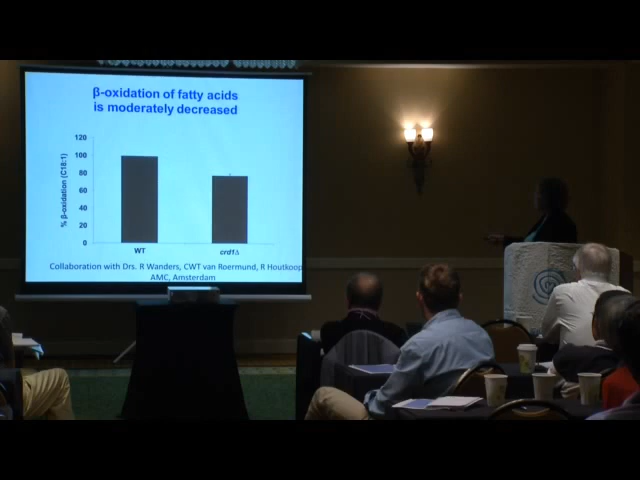 β-oxidation of fatty acids
is moderately decreased
% β-oxidation (C18:1)
120
100
80
60
40
20
0
WT
crd1Δ
Collaboration with Drs. R Wanders, CWT van Roermund, R Houtkoop
AMC, Amsterdam